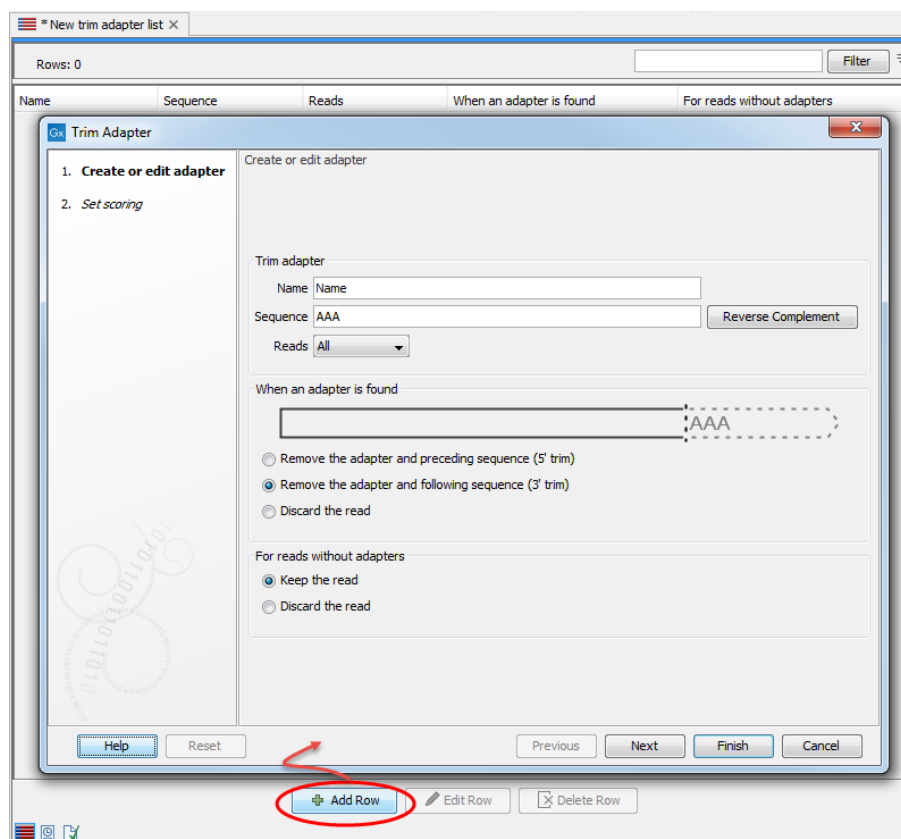 * New trim adapter list
Rows: 0
Filter
Name Sequence Reads When an adapter is found For reads without adapters
Gx Trim Adapter
1. Create or edit adapter
2. Set scoring
Create or edit adapter
Trim adapter
Name Name
Sequence AAA Reverse Complement
Reads All
When an adapter is found
AAA
Remove the adapter and preceding sequence (5' trim)
Remove the adapter and following sequence (3' trim)
Discard the read
For reads without adapters
Keep the read
Discard the read
Help Reset Previous Next Finish Cancel
Add Row Edit Row Delete Row